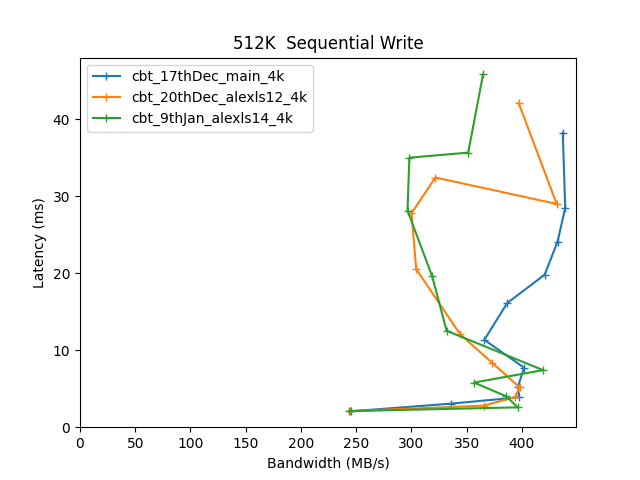 512K  Sequential Write
cbt_17thDec_main_4k
cbt_20thDec_alexls12_4k
cbt_9thJan_alexls14_4k
Latency (ms)
40
30
20
10
0
0 50 100 150 200 250 300 350 400
Bandwidth (MB/s)